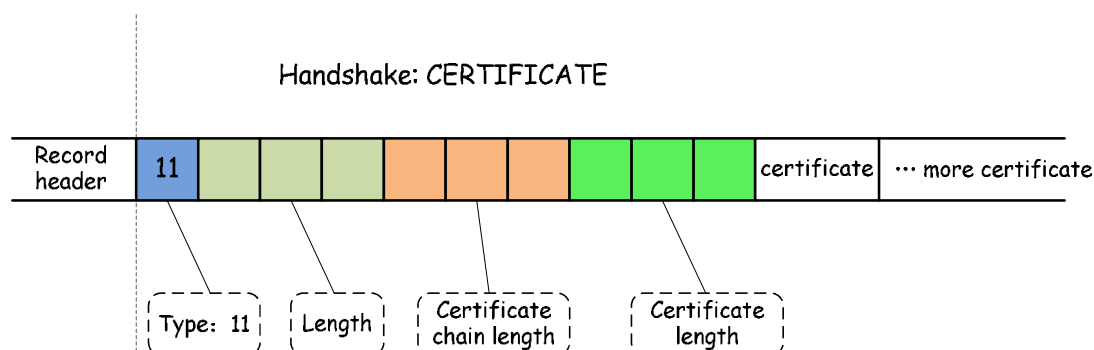 Handshake: CERTIFICATE
Record
header
11
certificate
··· more certificate
Type: 11
Length
Certificate
chain length
Certificate
length